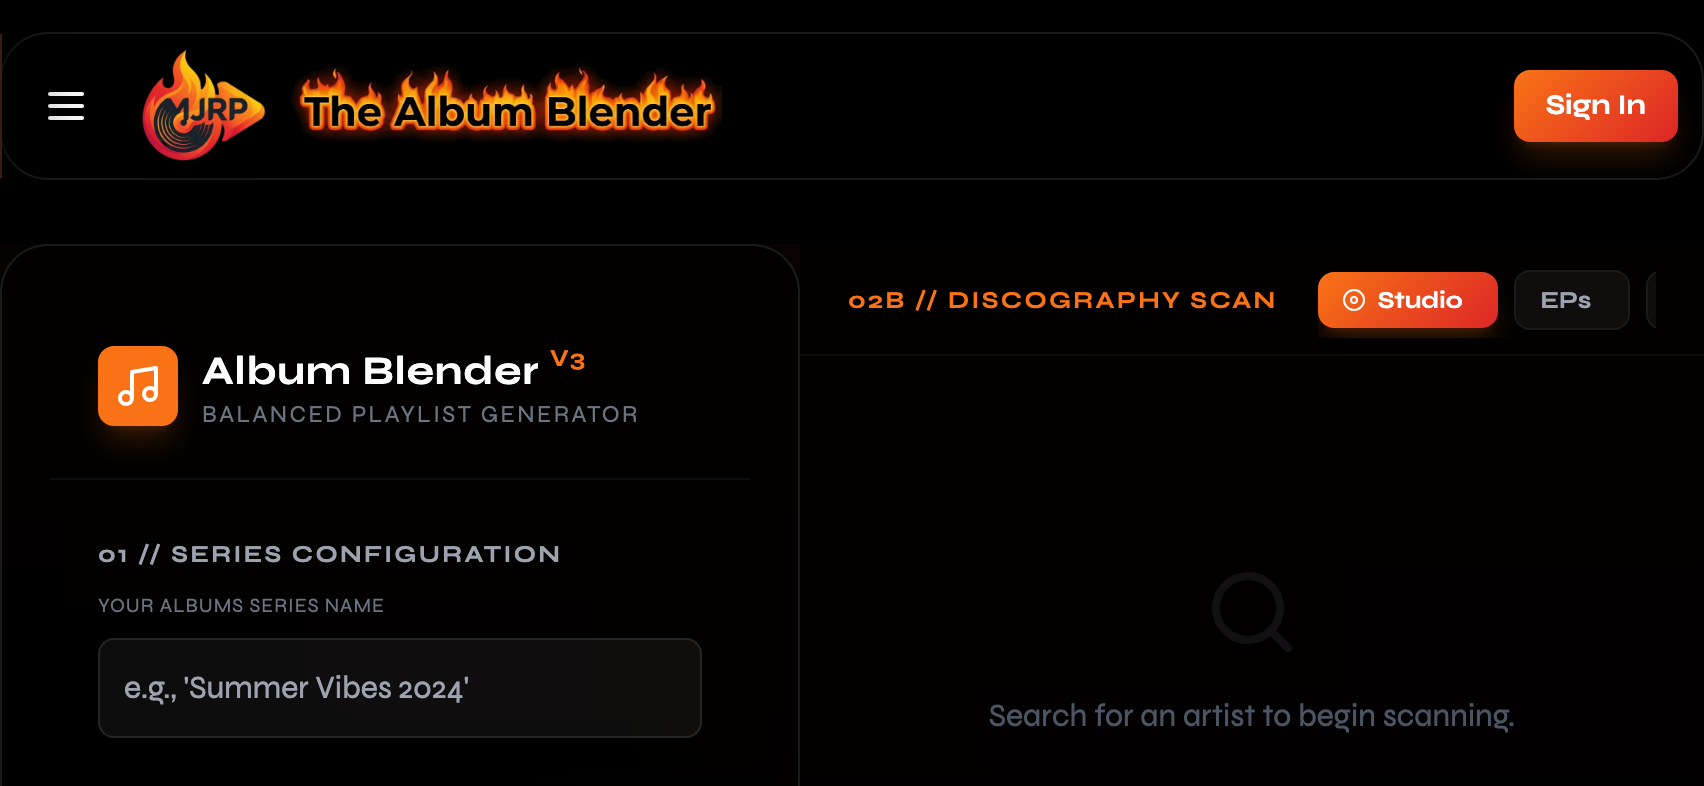 MJRP
The Album Blender
Sign In
Album Blender V3
BALANCED PLAYLIST GENERATOR
01 // SERIES CONFIGURATION
YOUR ALBUMS SERIES NAME
e.g., 'Summer Vibes 2024'
02B // DISCOGRAPHY SCAN
Studio
EPs
Search for an artist to begin scanning.